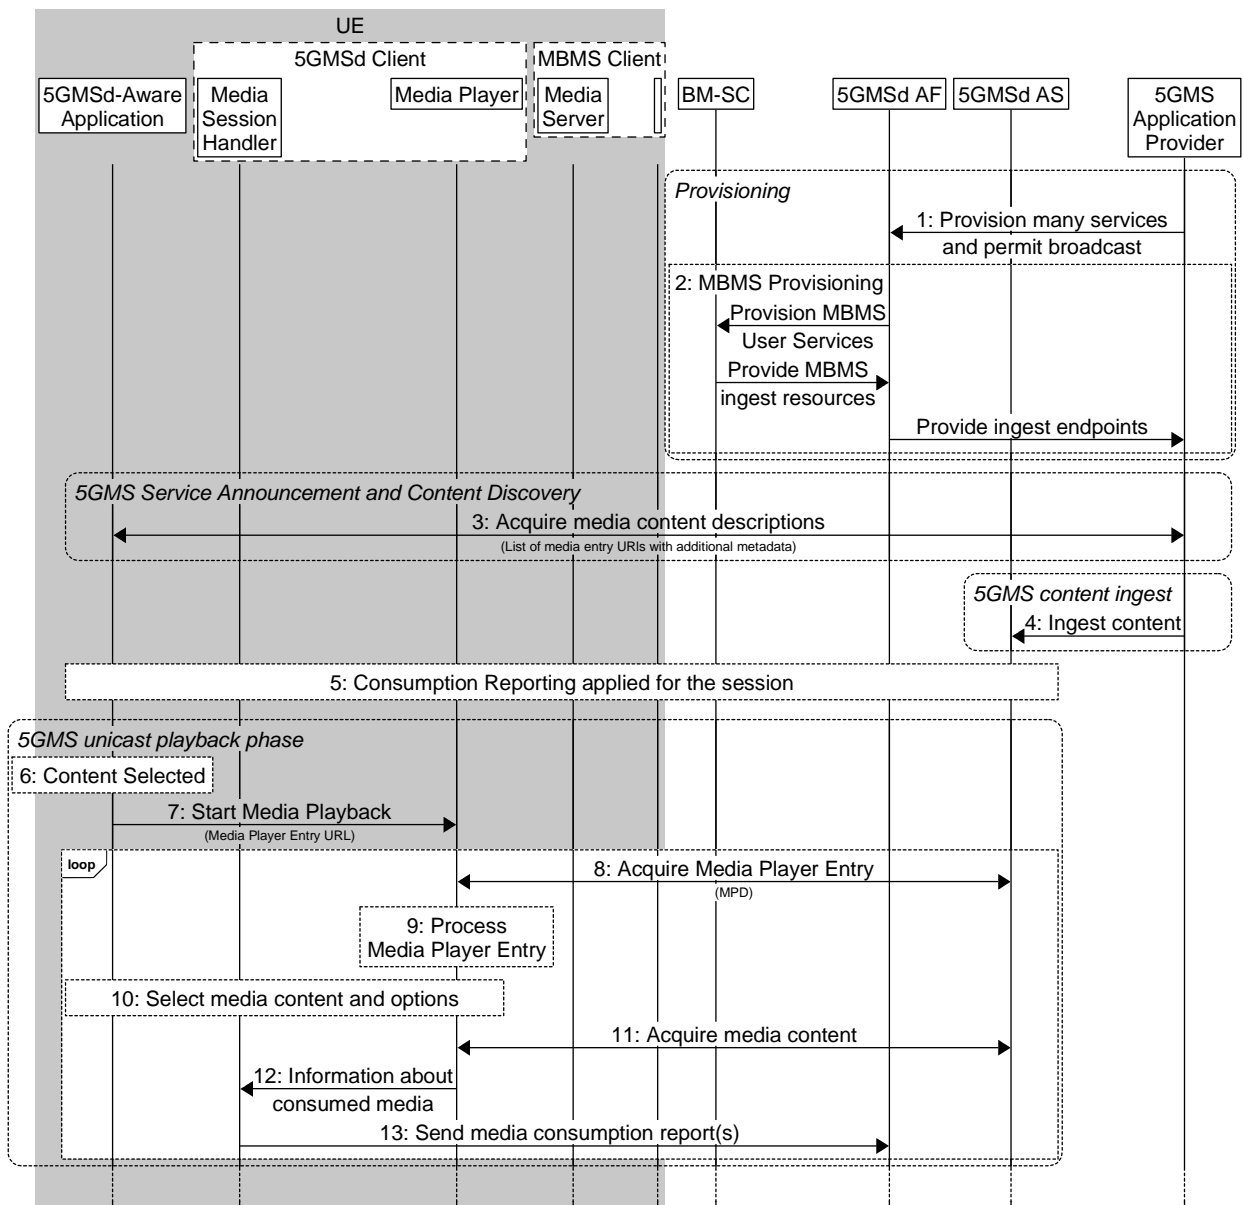 UE
5GMSd Client
MBMS Client
5GMSd-Aware
Application
Media
Session
Handler
Media Player
Media
Server
BM-SC
5GMSd AF
5GMSd AS
5GMS
Application
Provider
Provisioning
1: Provision many services
and permit broadcast
2: MBMS Provisioning
Provision MBMS
User Services
Provide MBMS
ingest resources
Provide ingest endpoints
5GMS Service Announcement and Content Discovery
3: Acquire media content descriptions
(List of media entry URIs with additional metadata)
5GMS content ingest
4: Ingest content
5: Consumption Reporting applied for the session
5GMS unicast playback phase
6: Content Selected
7: Start Media Playback
(Media Player Entry URL)
loop
8: Acquire Media Player Entry
(MPD)
9: Process
Media Player Entry
10: Select media content and options
11: Acquire media content
12: Information about
consumed media
13: Send media consumption report(s)